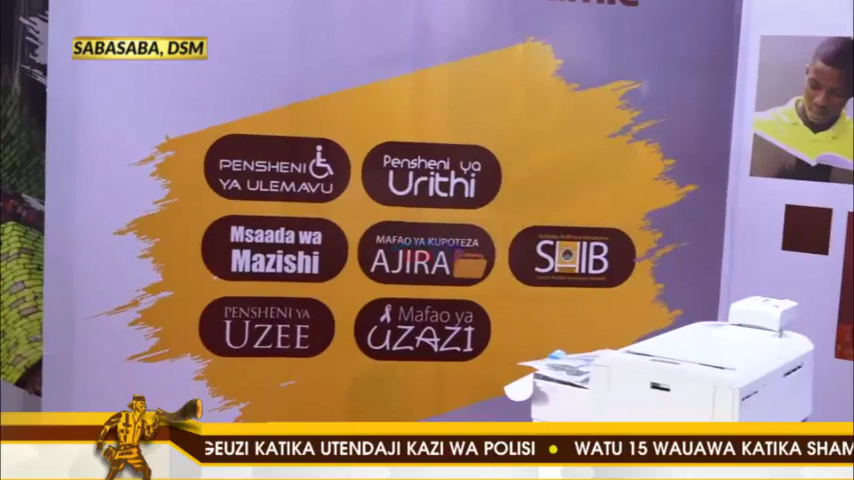 SABASABA, DSM
PENSHENI
YA ULEMAVU
Pensheni ya
Urithi
Msaada wa
Mazishi
MAFAO YA KUPOTEZA
AJIRA
SHIB
PENSHENI YA
UZEE
Mafao ya
UZAZI
GEUZI KATIKA UTENDAJI KAZI WA POLISI • WATU 15 WAUAWA KATIKA SHAM